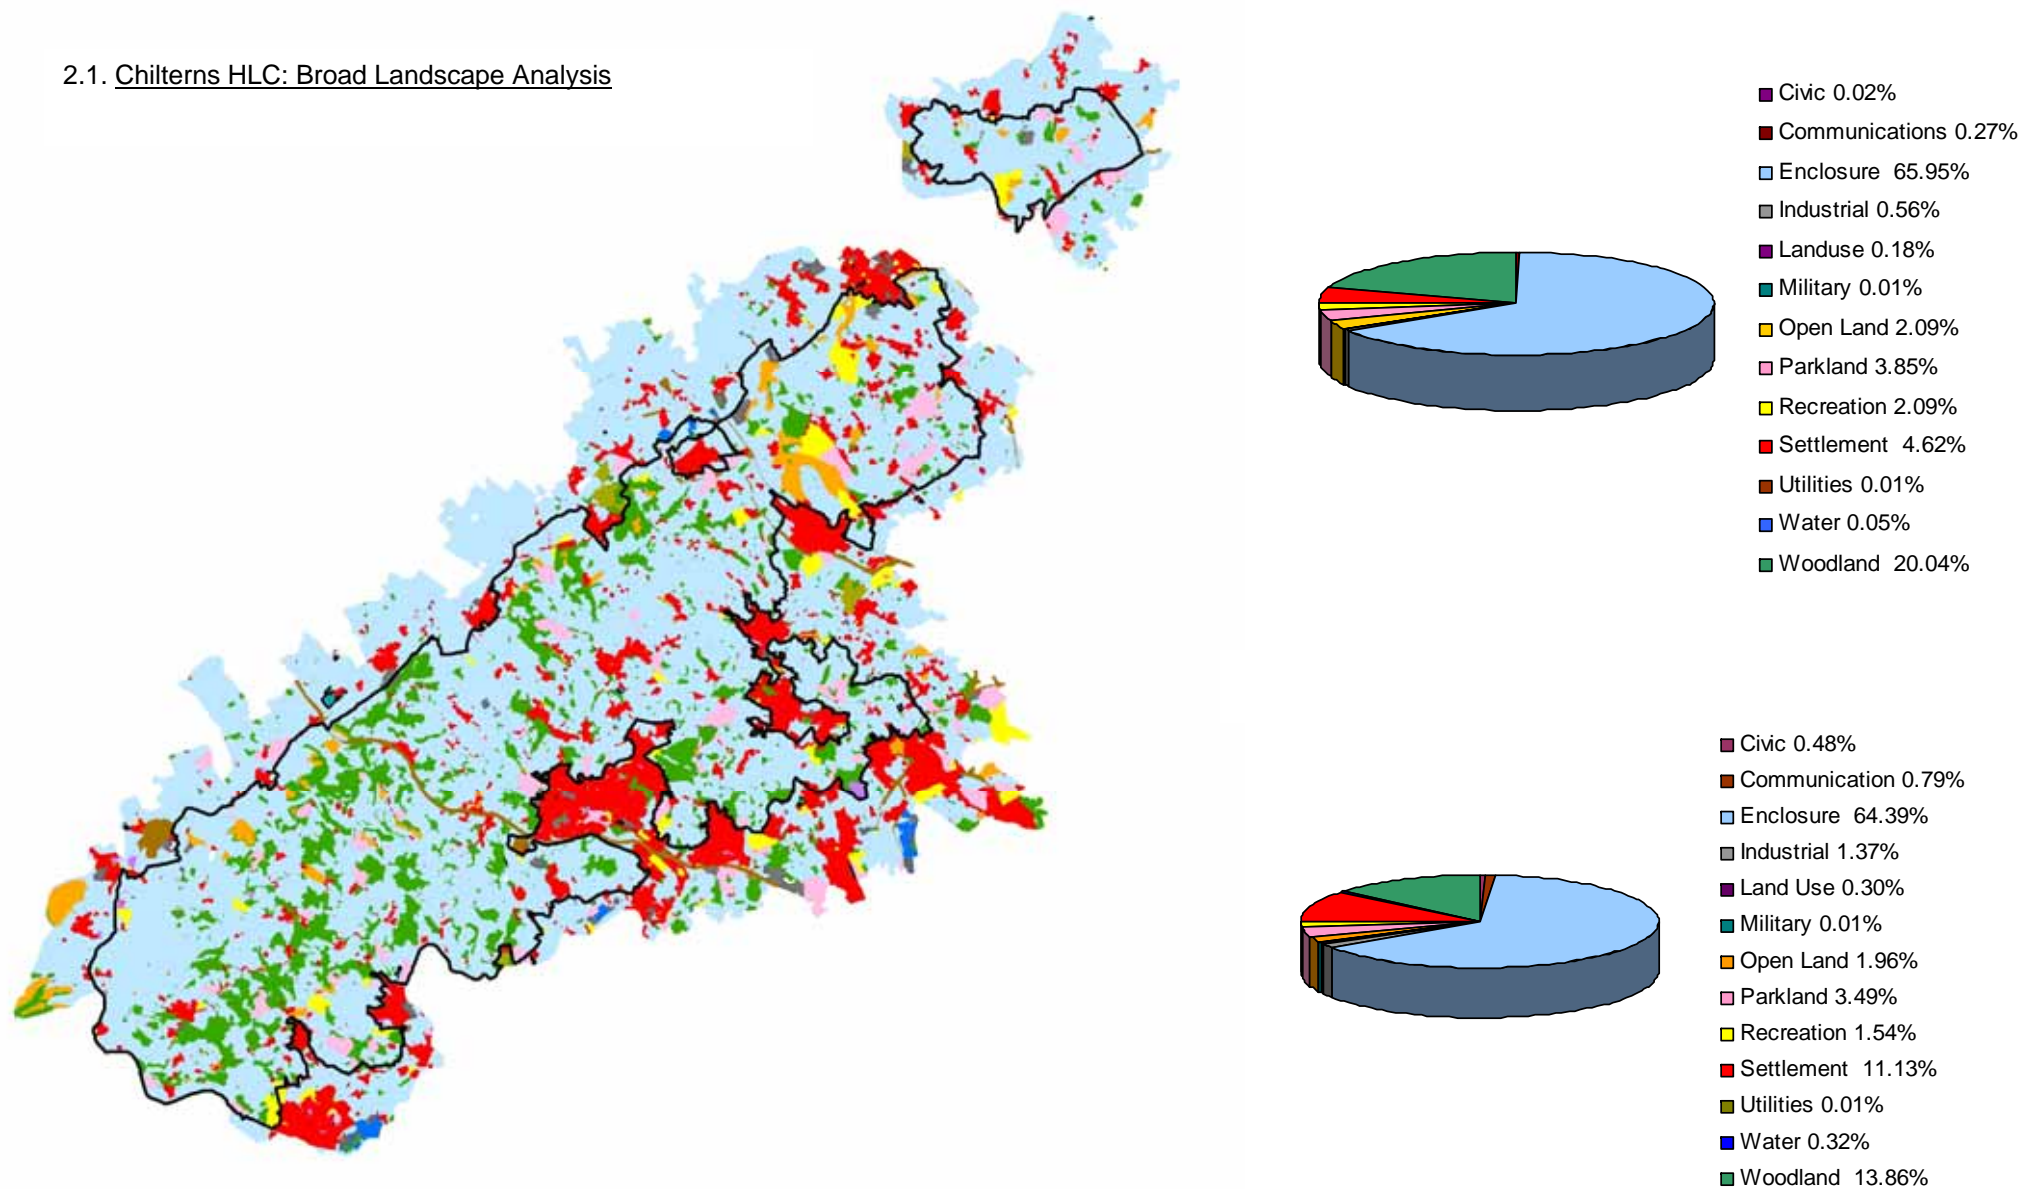 2.1. Chilterns HLC: Broad Landscape Analysis
Civic 0.02%
Communications 0.27%
Enclosure 65.95%
Industrial 0.56%
Landuse 0.18%
Military 0.01%
Open Land 2.09%
Parkland 3.85%
Recreation 2.09%
Settlement 4.62%
Utilities 0.01%
Water 0.05%
Woodland 20.04%
Civic 0.48%
Communication 0.79%
Enclosure 64.39%
Industrial 1.37%
Land Use 0.30%
Military 0.01%
Open Land 1.96%
Parkland 3.49%
Recreation 1.54%
Settlement 11.13%
Utilities 0.01%
Water 0.32%
Woodland 13.86%